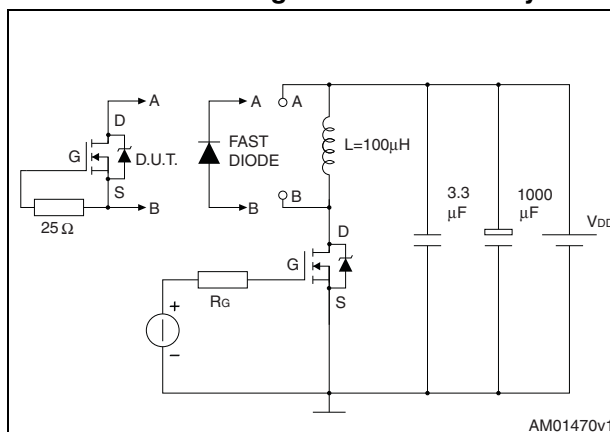 A
A
A
D
G
D.U.T.
FAST
DIODE
L=100µH
S
B
B
B
25 Ω
3.3
µF
1000
µF
VDD
D
G
S
RG
+
–
AM01470v1